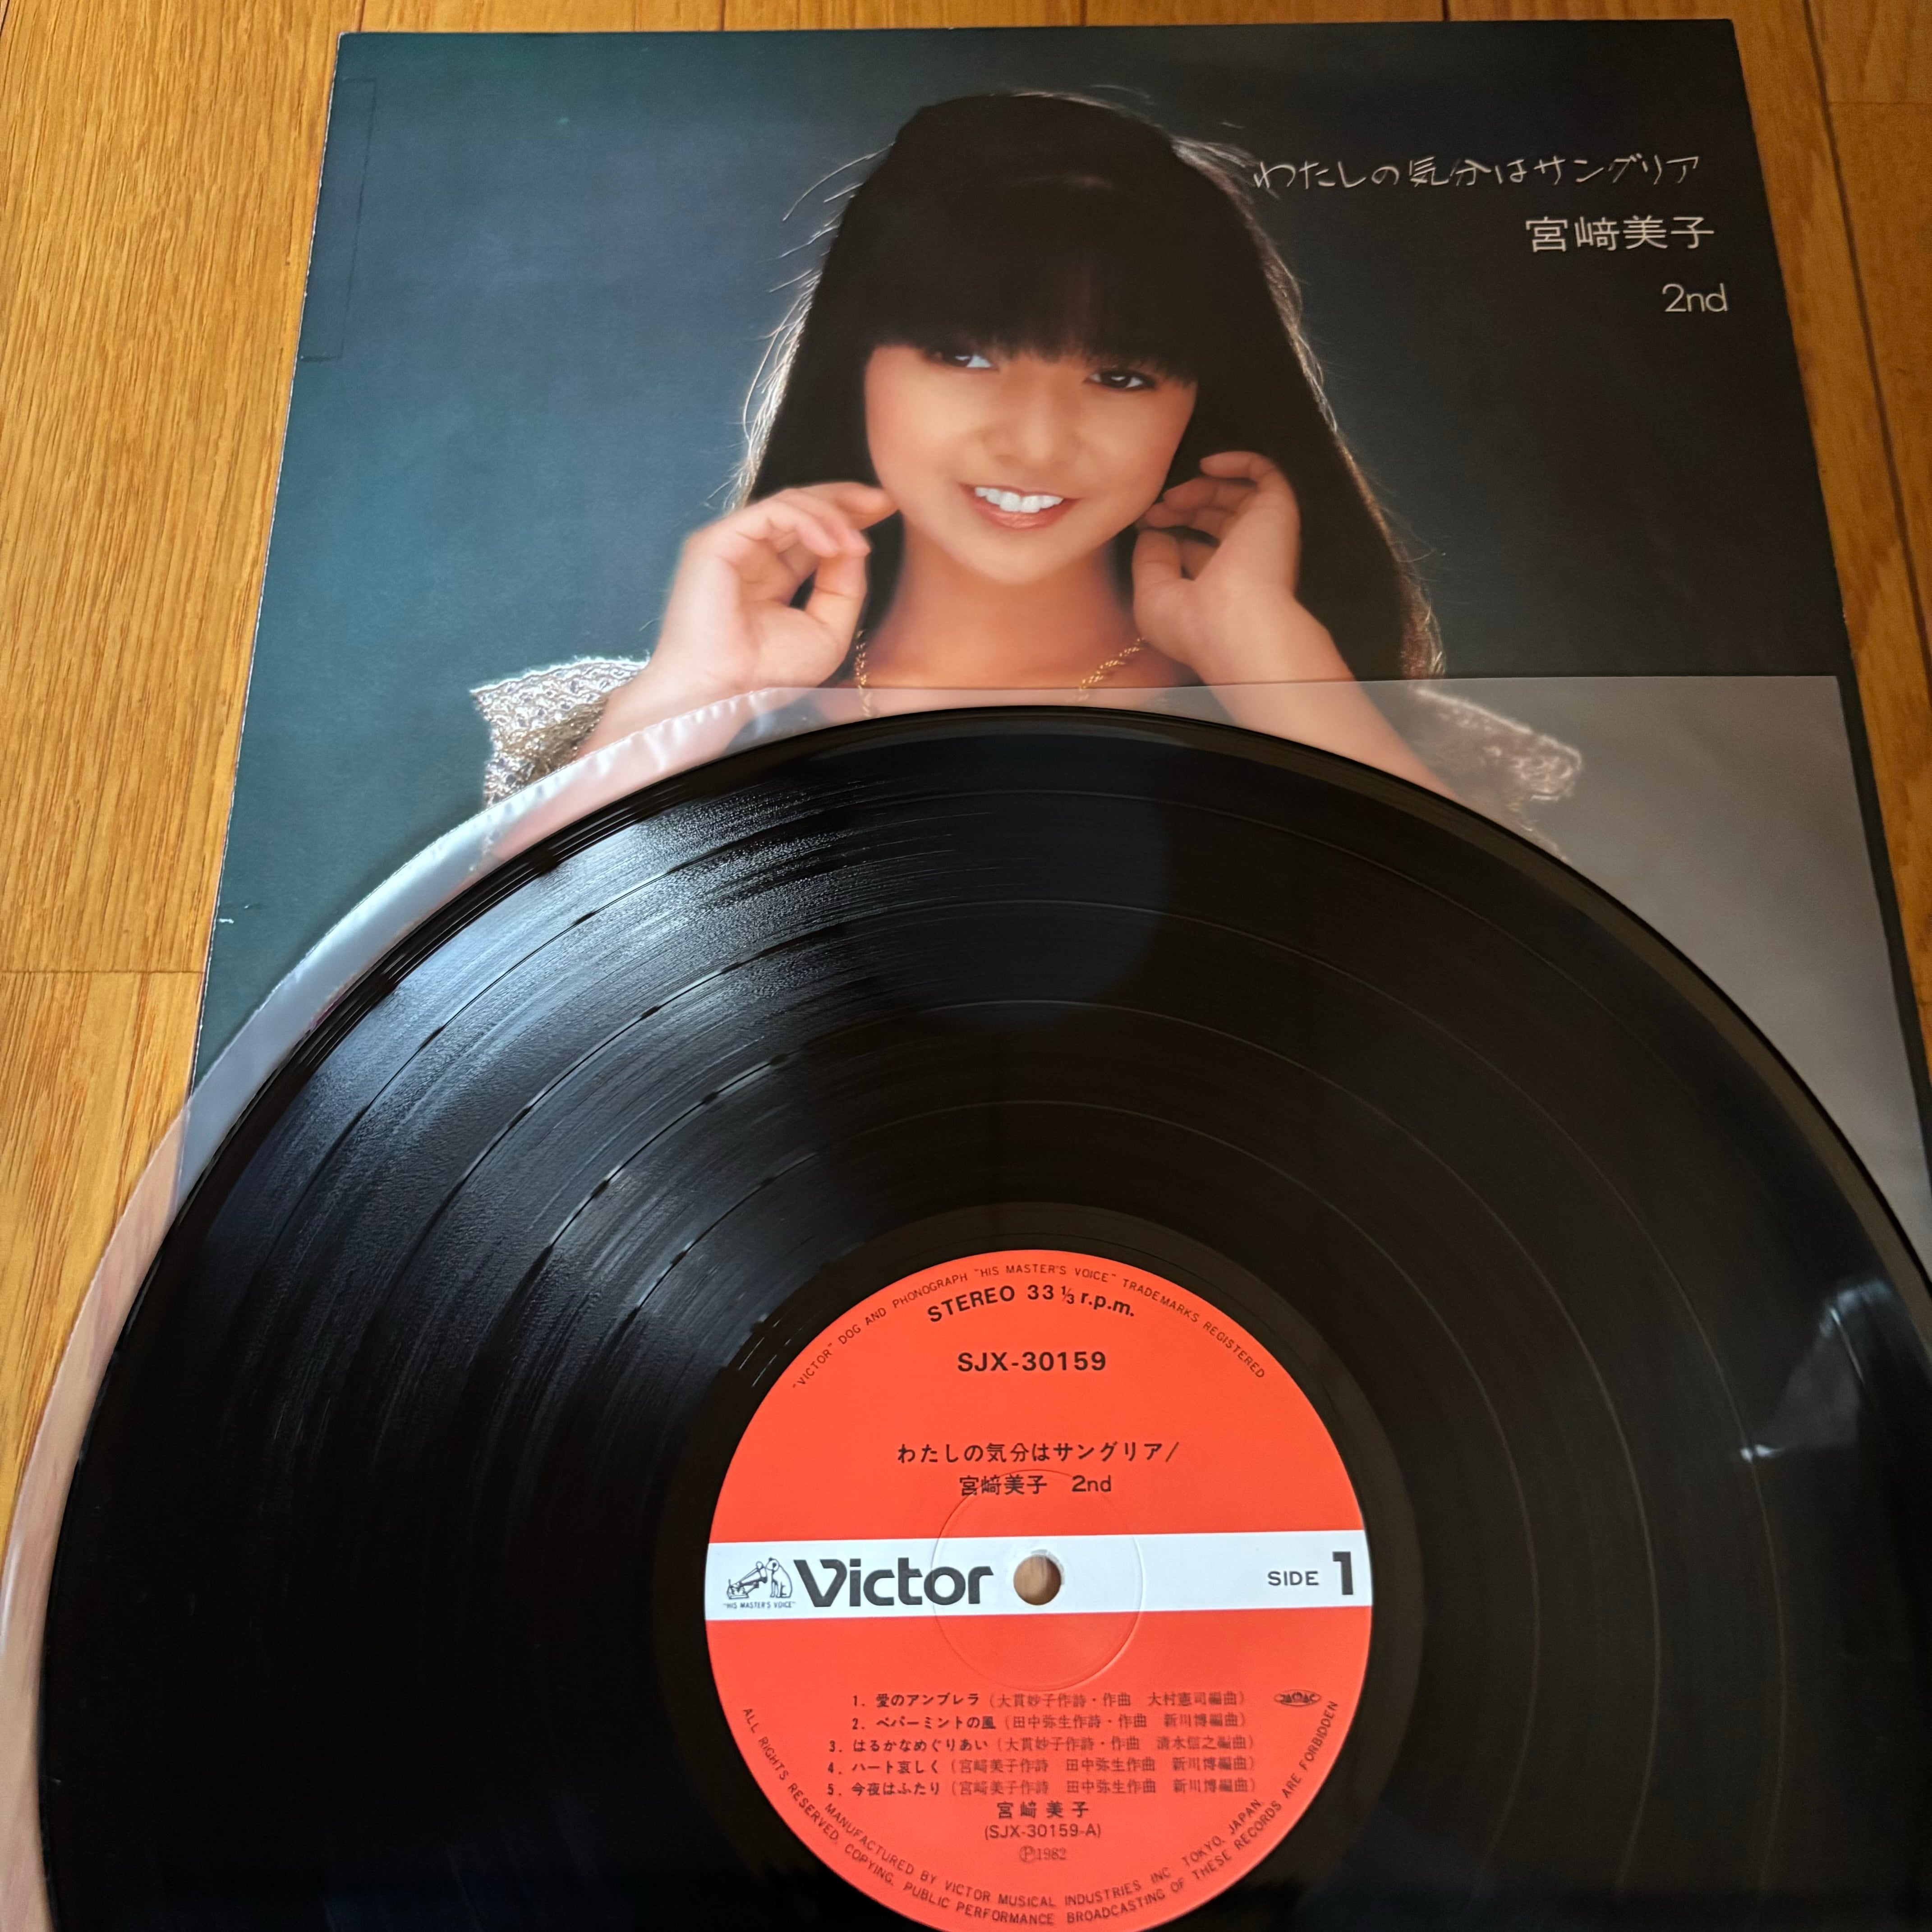 わたしの気分はサングリア
宮﨑美子
2nd
"VICTOR" DOG AND PHONOGRAPH "HIS MASTER'S VOICE" TRADEMARKS REGISTERED
STEREO 33 1/3 r.p.m.
SJX-30159
わたしの気分はサングリア/
宮﨑美子 2nd
"HIS MASTER'S VOICE"
Victor
SIDE 1
1. 愛のアンブレラ (大貫妙子作詩・作曲 大村憲司編曲)
2. ペパーミントの風 (田中弥生作詩・作曲 新川博編曲)
3. はるかなめぐりあい (大貫妙子作詩・作曲 清水信之編曲)
4. ハート哀しく (宮﨑美子作詩 田中弥生作曲 新川博編曲)
5. 今夜はふたり (宮﨑美子作詩 田中弥生作曲 新川博編曲)
宮﨑美子
(SJX-30159-A)
Ⓟ1982
MANUFACTURED BY VICTOR MUSICAL INDUSTRIES INC. TOKYO, JAPAN.
ALL RIGHTS RESERVED. COPYING, PUBLIC PERFORMANCE BROADCASTING OF THESE RECORDS ARE FORBIDDEN